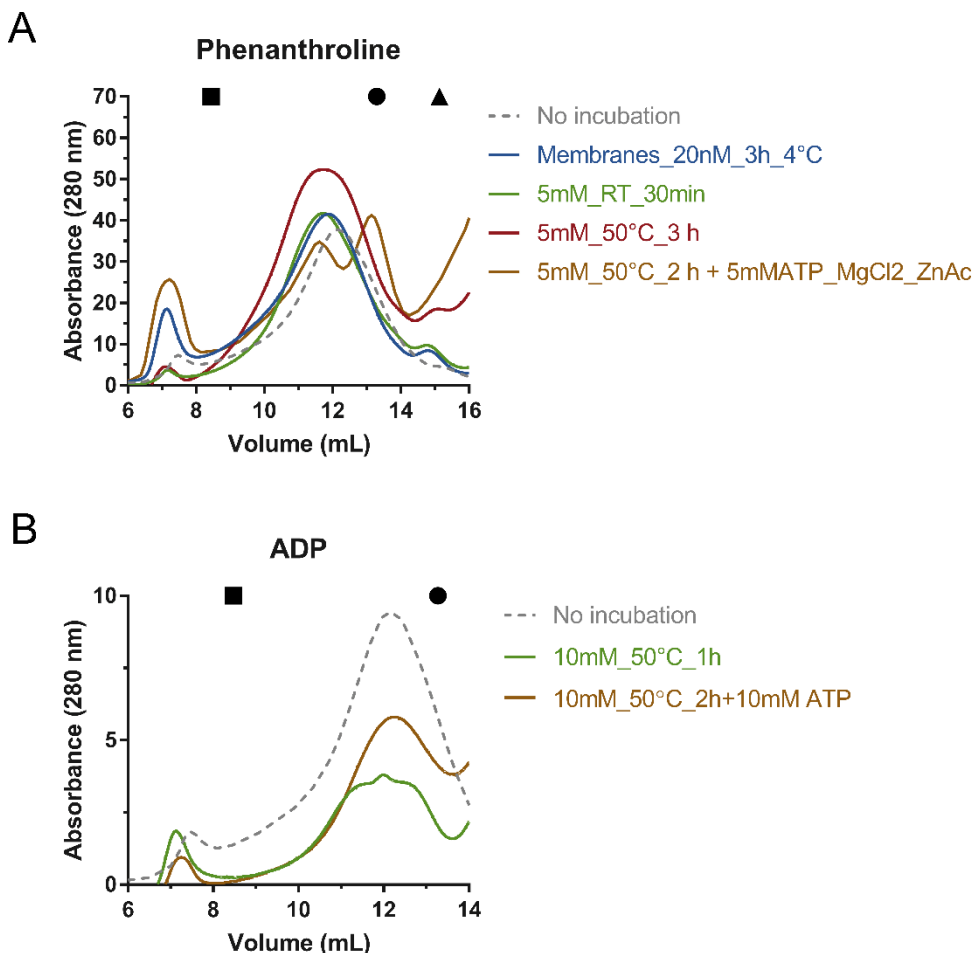 A
Phenanthroline
70
60
50
40
30
20
10
0
Absorbance (280 nm)
6 8 10 12 14 16
Volume (mL)
No incubation
Membranes_20nM_3h_4°C
5mM_RT_30min
5mM_50°C_3 h
5mM_50°C_2 h + 5mMATP_MgCl2_ZnAc
B
ADP
10
5
0
Absorbance (280 nm)
6 8 10 12 14
Volume (mL)
No incubation
10mM_50°C_1h
10mM_50°C_2h+10mM ATP